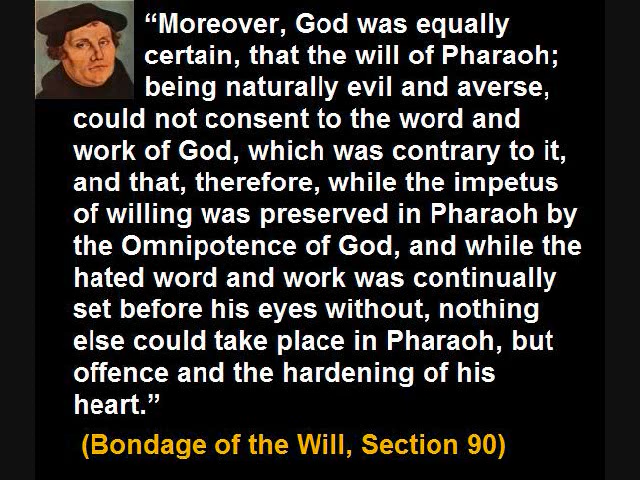 “Moreover, God was equally
certain, that the will of Pharaoh;
being naturally evil and averse,
could not consent to the word and
work of God, which was contrary to it,
and that, therefore, while the impetus
of willing was preserved in Pharaoh by
the Omnipotence of God, and while the
hated word and work was continually
set before his eyes without, nothing
else could take place in Pharaoh, but
offence and the hardening of his
heart.”
(Bondage of the Will, Section 90)